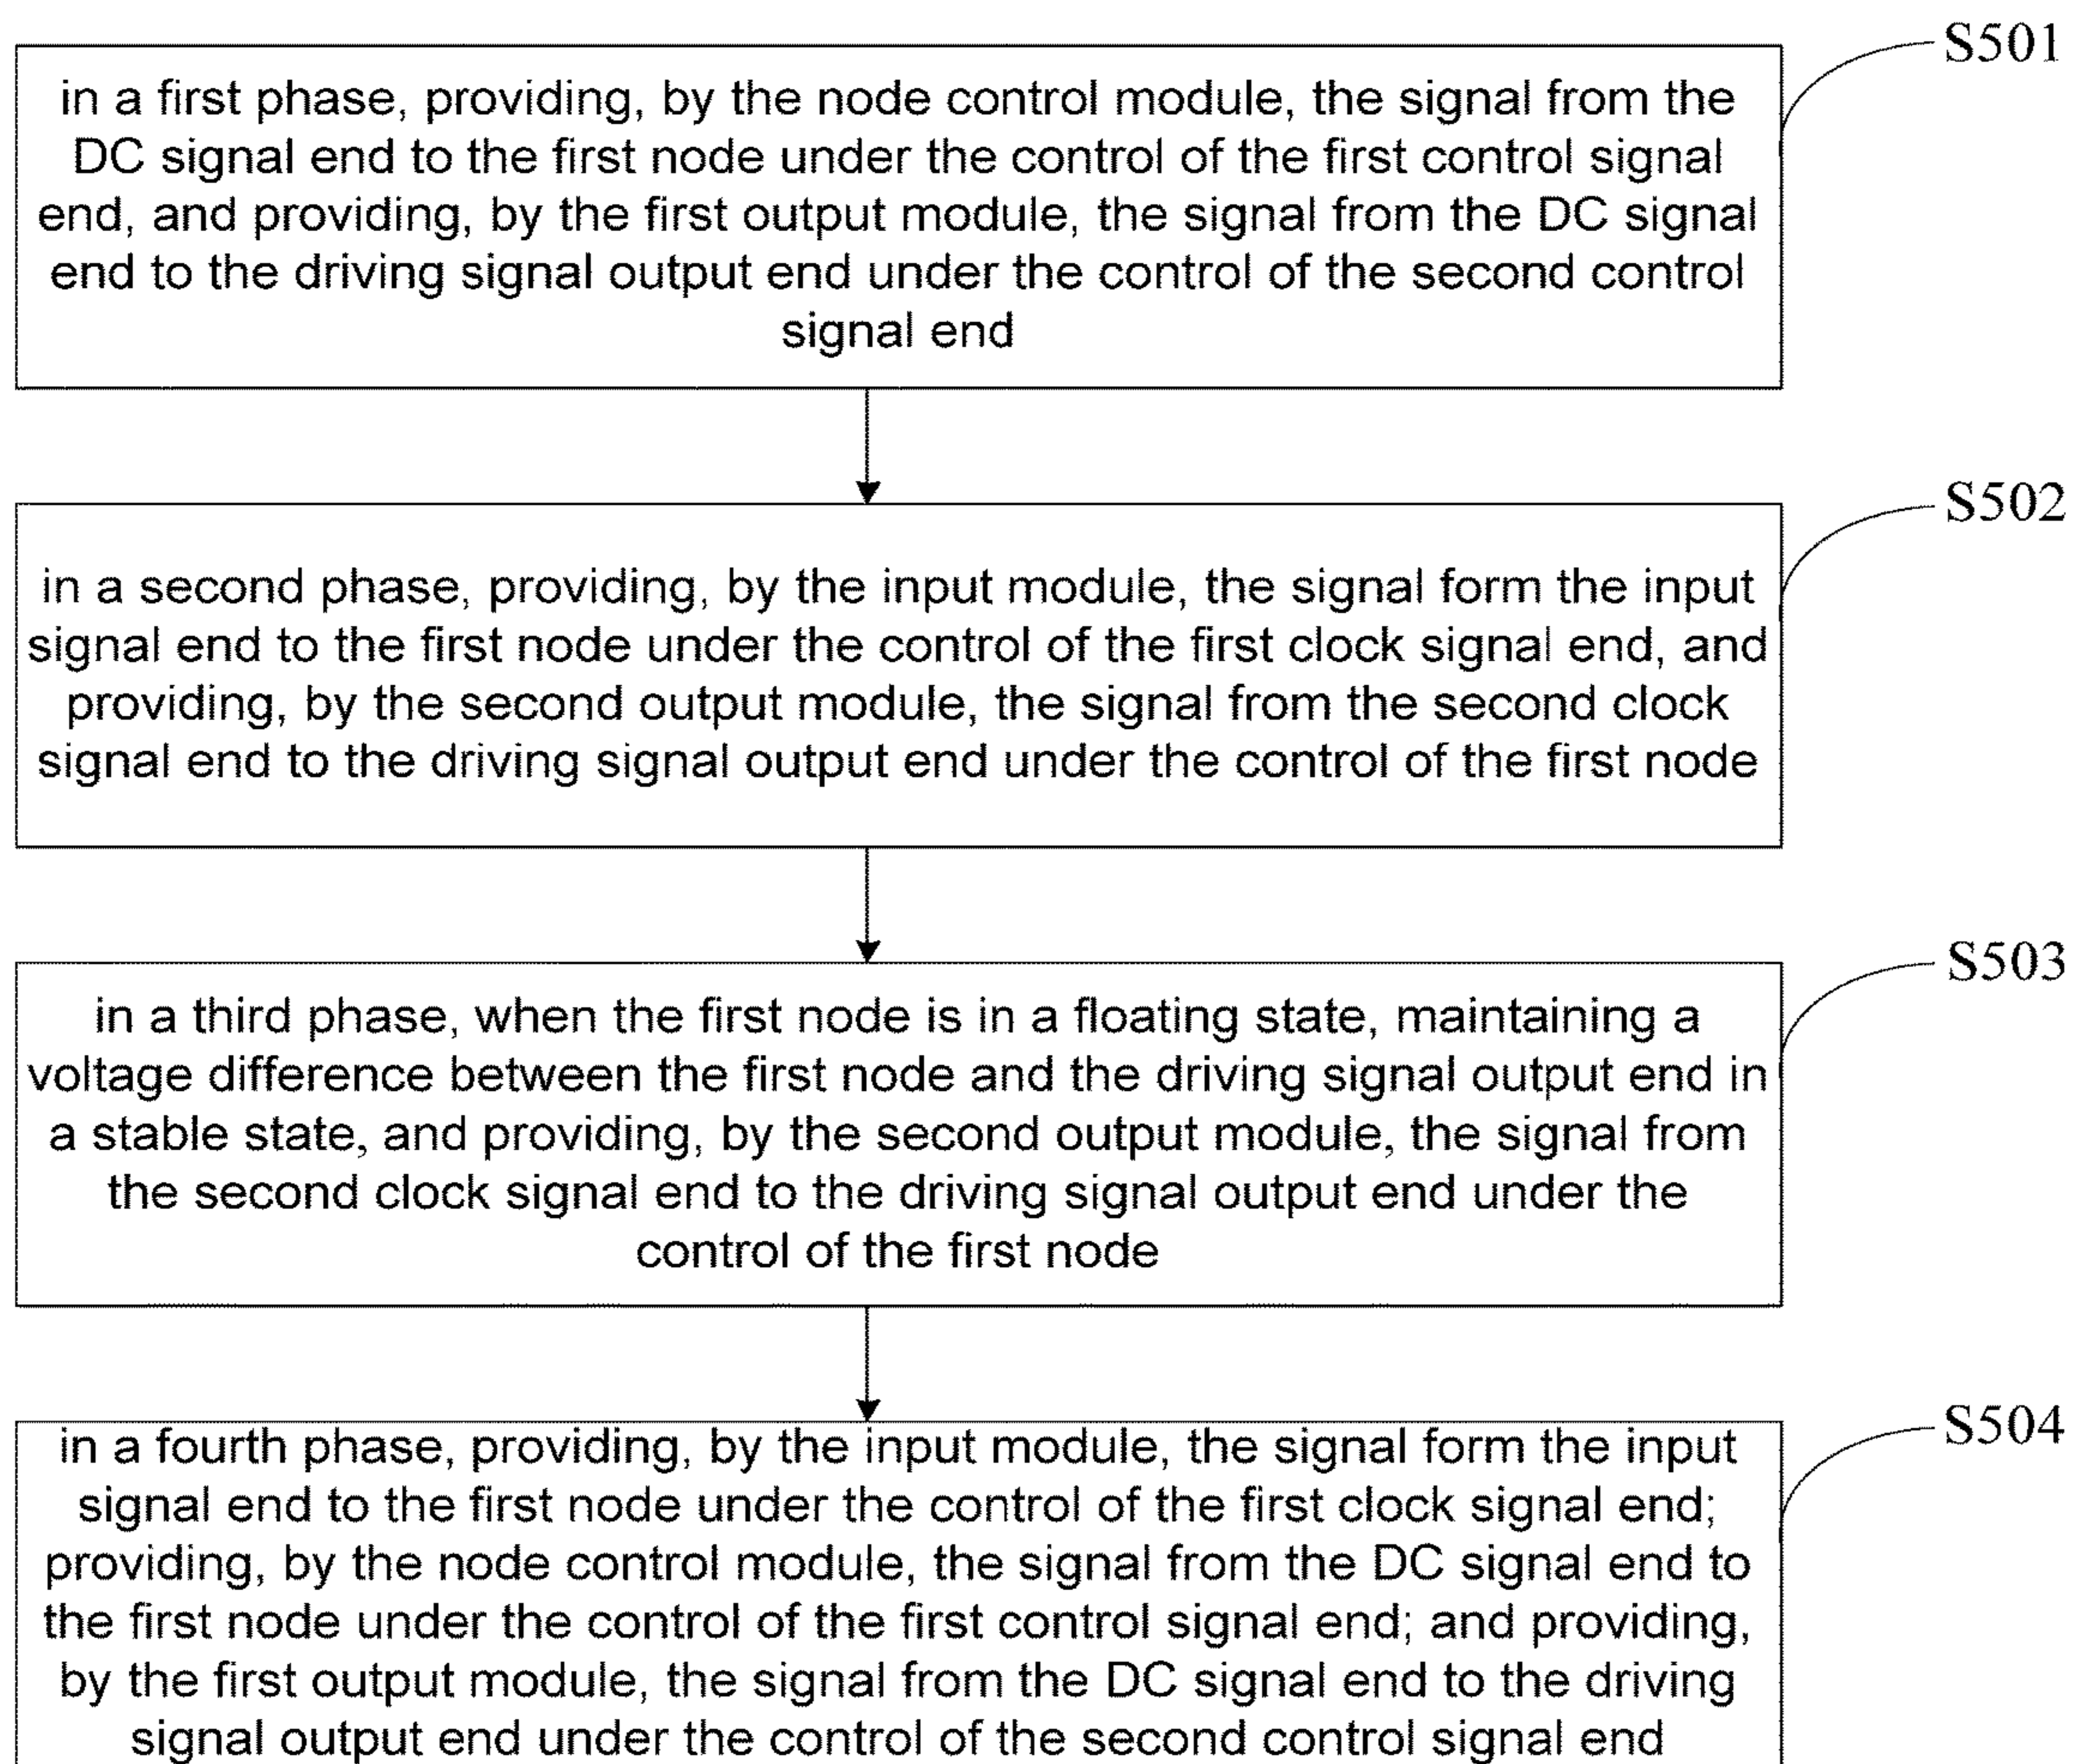 S501
in a first phase, providing, by the node control module, the signal from the
DC signal end to the first node under the control of the first control signal
end, and providing, by the first output module, the signal from the DC signal
end to the driving signal output end under the control of the second control
signal end
S502
in a second phase, providing, by the input module, the signal form the input
signal end to the first node under the control of the first clock signal end, and
providing, by the second output module, the signal from the second clock
signal end to the driving signal output end under the control of the first node
S503
in a third phase, when the first node is in a floating state, maintaining a
voltage difference between the first node and the driving signal output end in
a stable state, and providing, by the second output module, the signal from
the second clock signal end to the driving signal output end under the
control of the first node
S504
in a fourth phase, providing, by the input module, the signal form the input
signal end to the first node under the control of the first clock signal end;
providing, by the node control module, the signal from the DC signal end to
the first node under the control of the first control signal end; and providing,
by the first output module, the signal from the DC signal end to the driving
signal output end under the control of the second control signal end